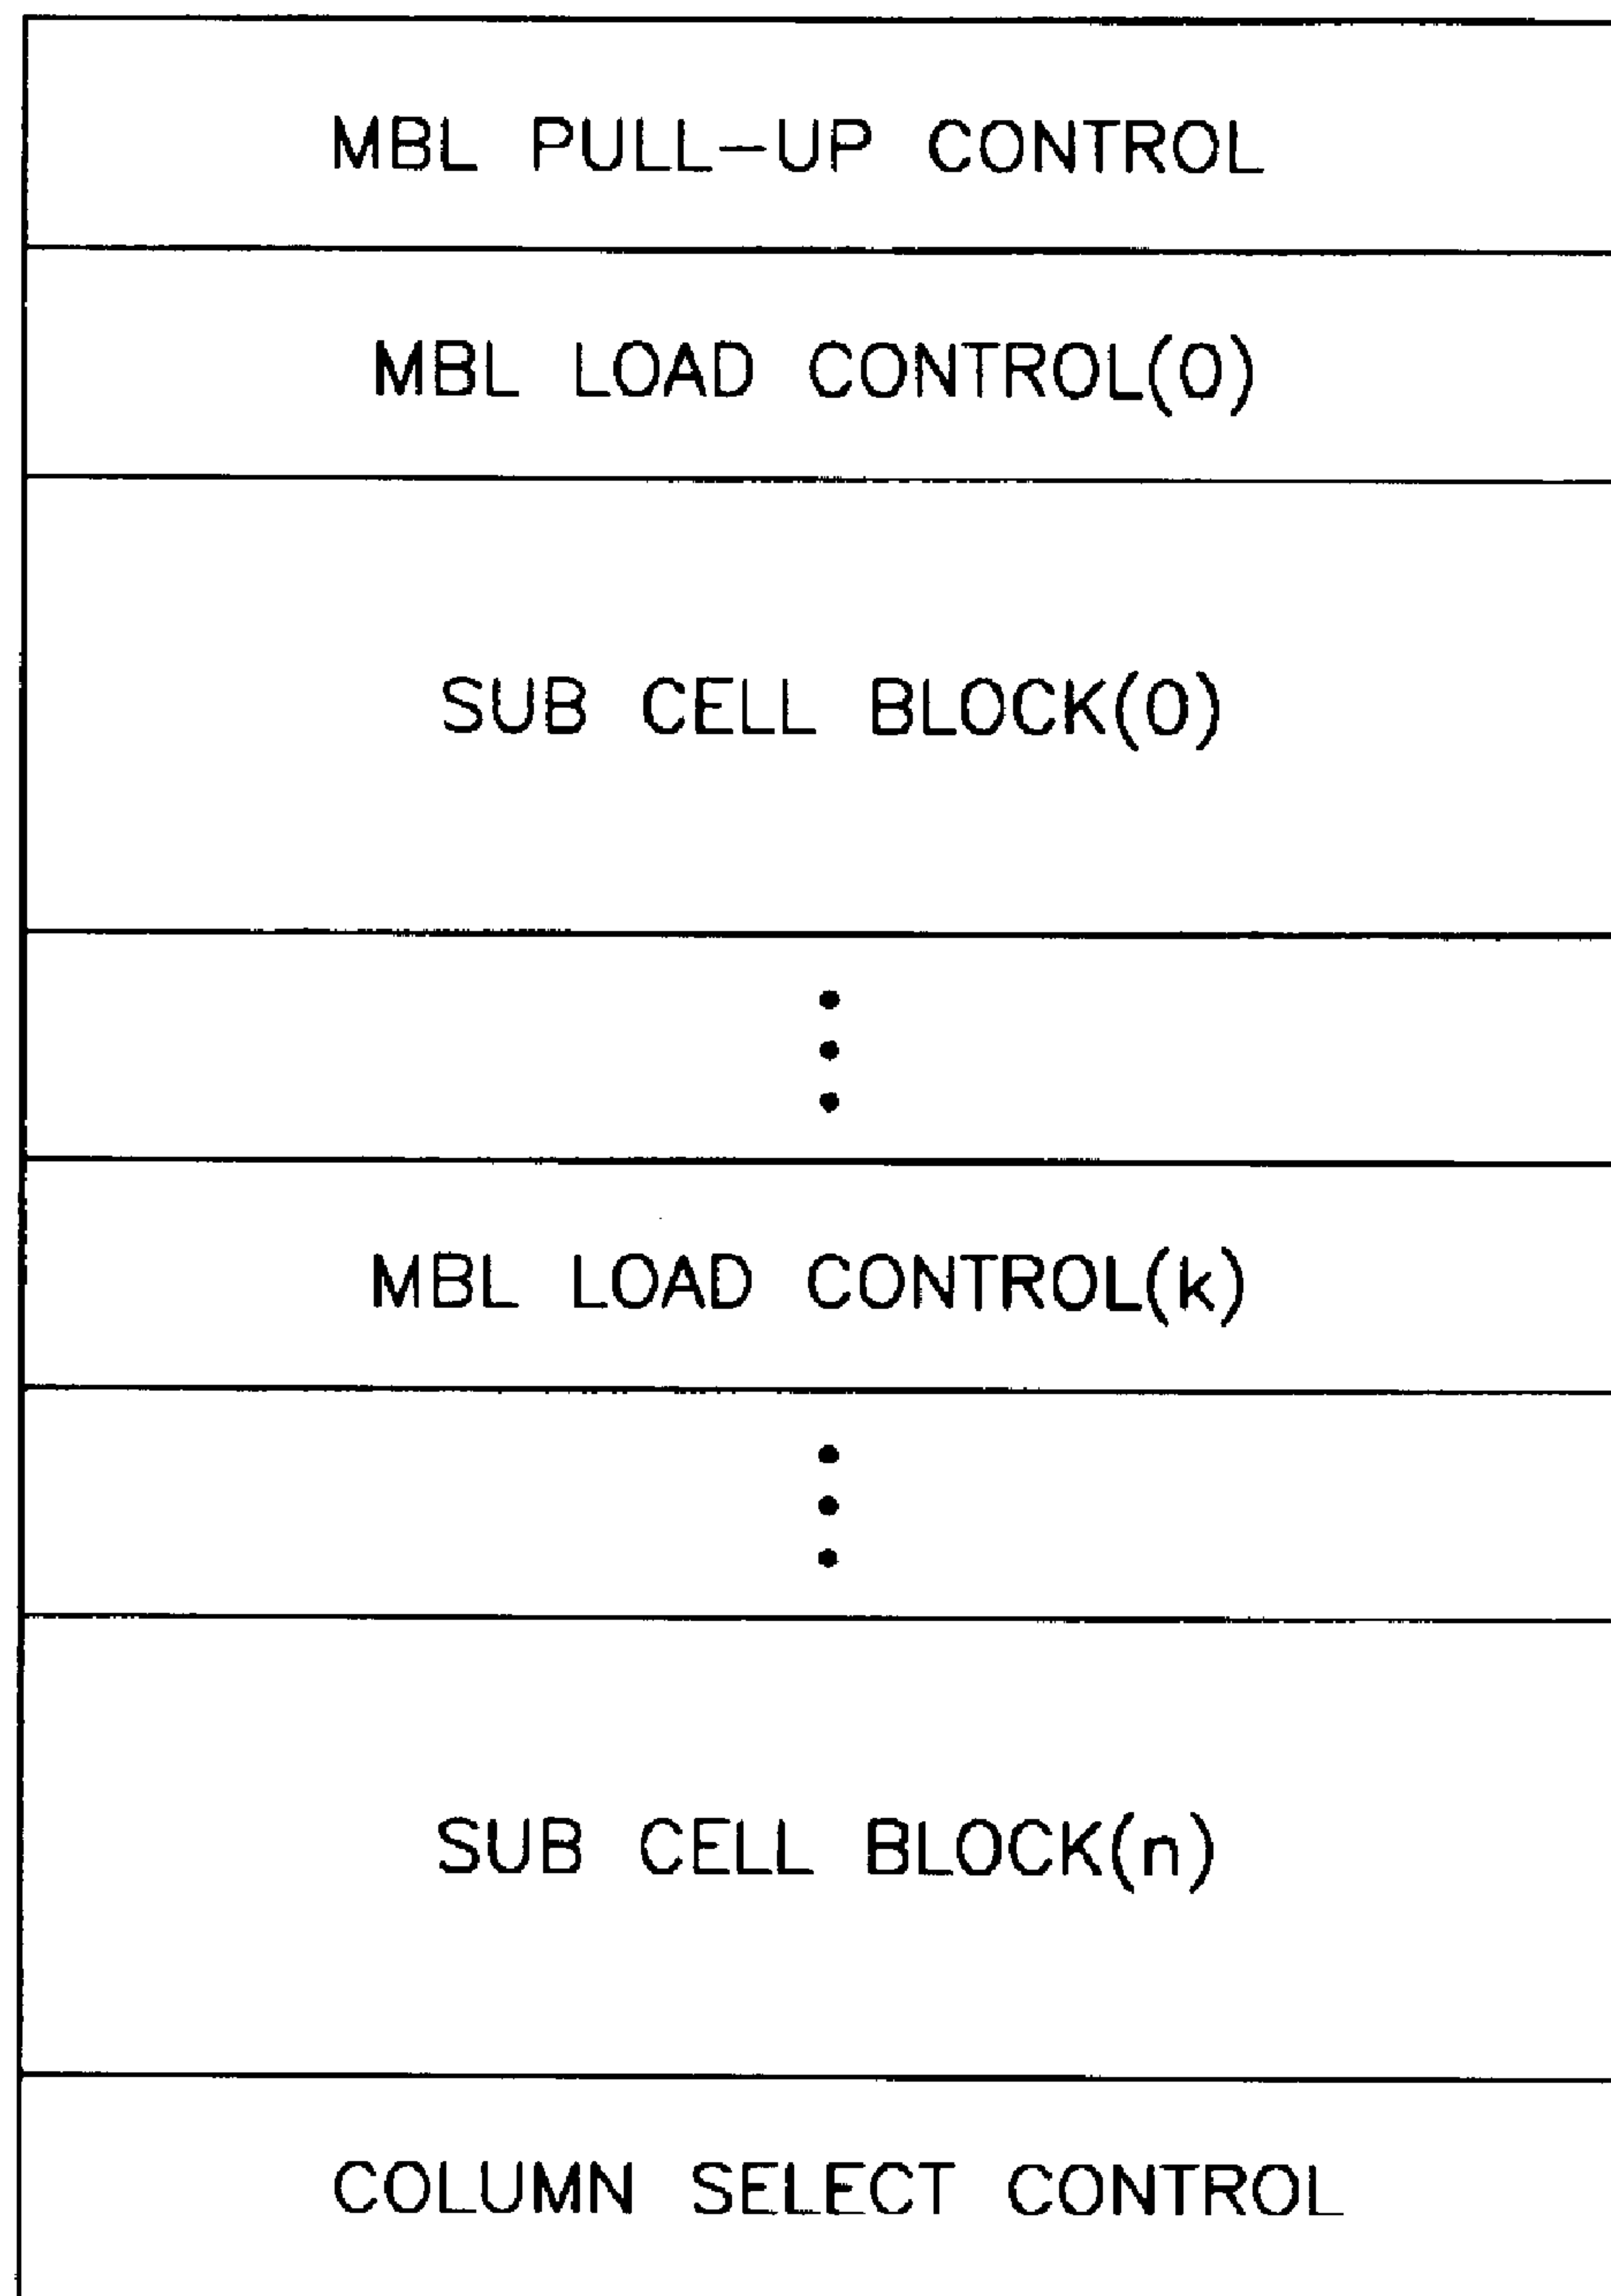 MBL PULL-UP CONTROL
MBL LOAD CONTROL(0)
SUB CELL BLOCK(0)
MBL LOAD CONTROL(k)
SUB CELL BLOCK(n)
COLUMN SELECT CONTROL